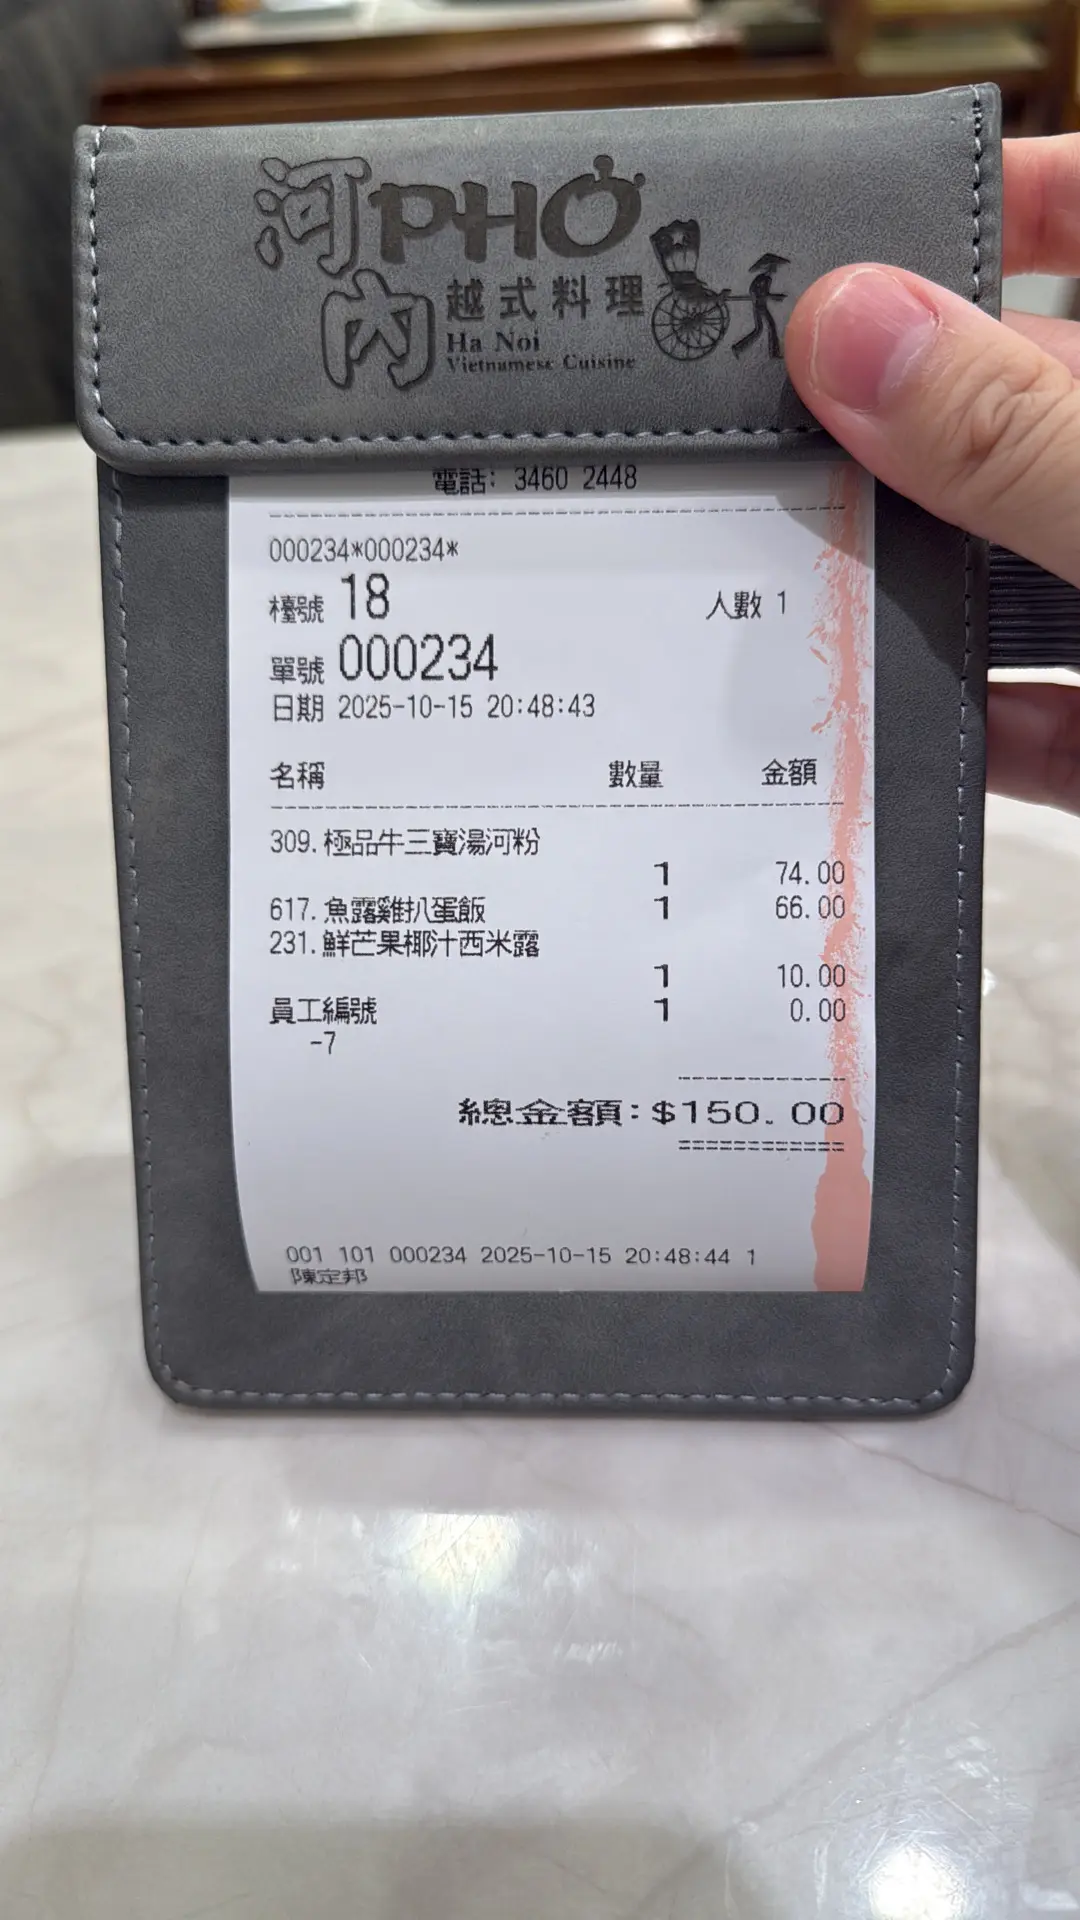 河內 PHỞ
越式料理
Ha Noi
Vietnamese Cuisine
電話: 3460 2448
000234*000234*
檯號 18 人數 1
單號 000234
日期 2025-10-15 20:48:43
名稱 數量 金額
309.極品牛三寶湯河粉
1 74.00
617.魚露雞扒蛋飯 1 66.00
231.鮮芒果椰汁西米露
1 10.00
員工編號 1 0.00
-7
總金額:$150.00
001 101 000234 2025-10-15 20:48:44 1
陳定邦